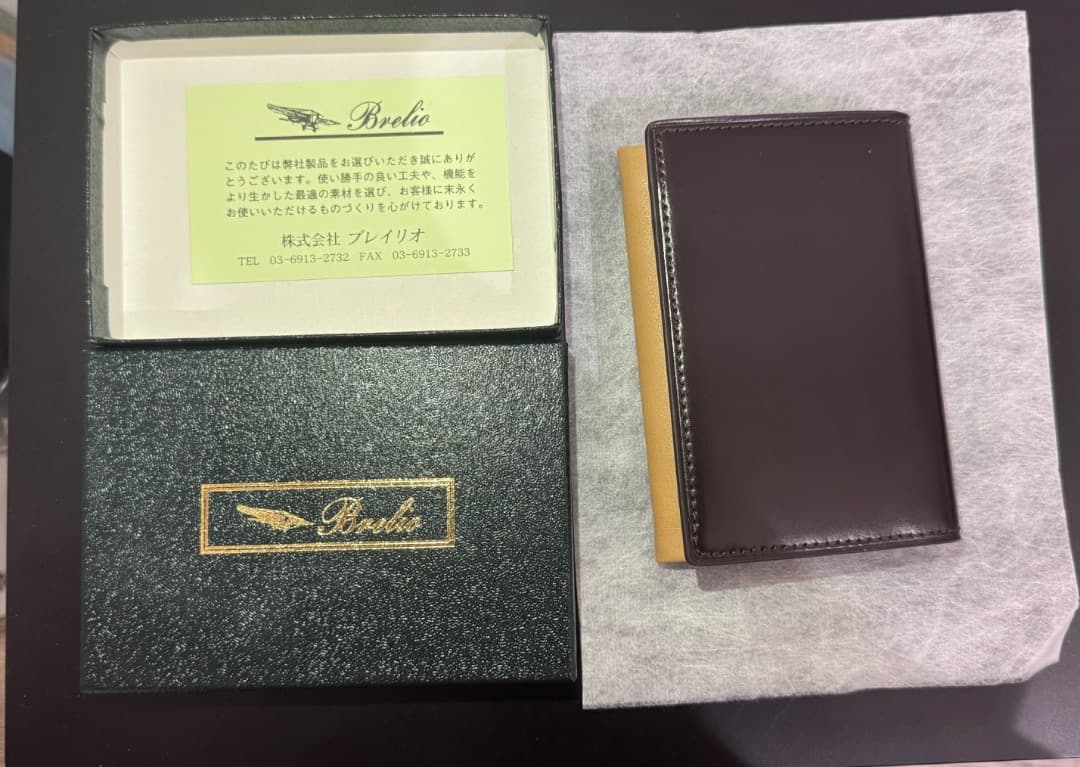 Brelio
このたびは弊社製品をお選びいただき誠にありが
とうございます。使い勝手の良い工夫や、機能を
より生かした最適の素材を選び、お客様に末永く
お使いいただけるものづくりを心がけております。
株式会社 ブレイリオ
TEL 03-6913-2732 FAX 03-6913-2733
Brelio